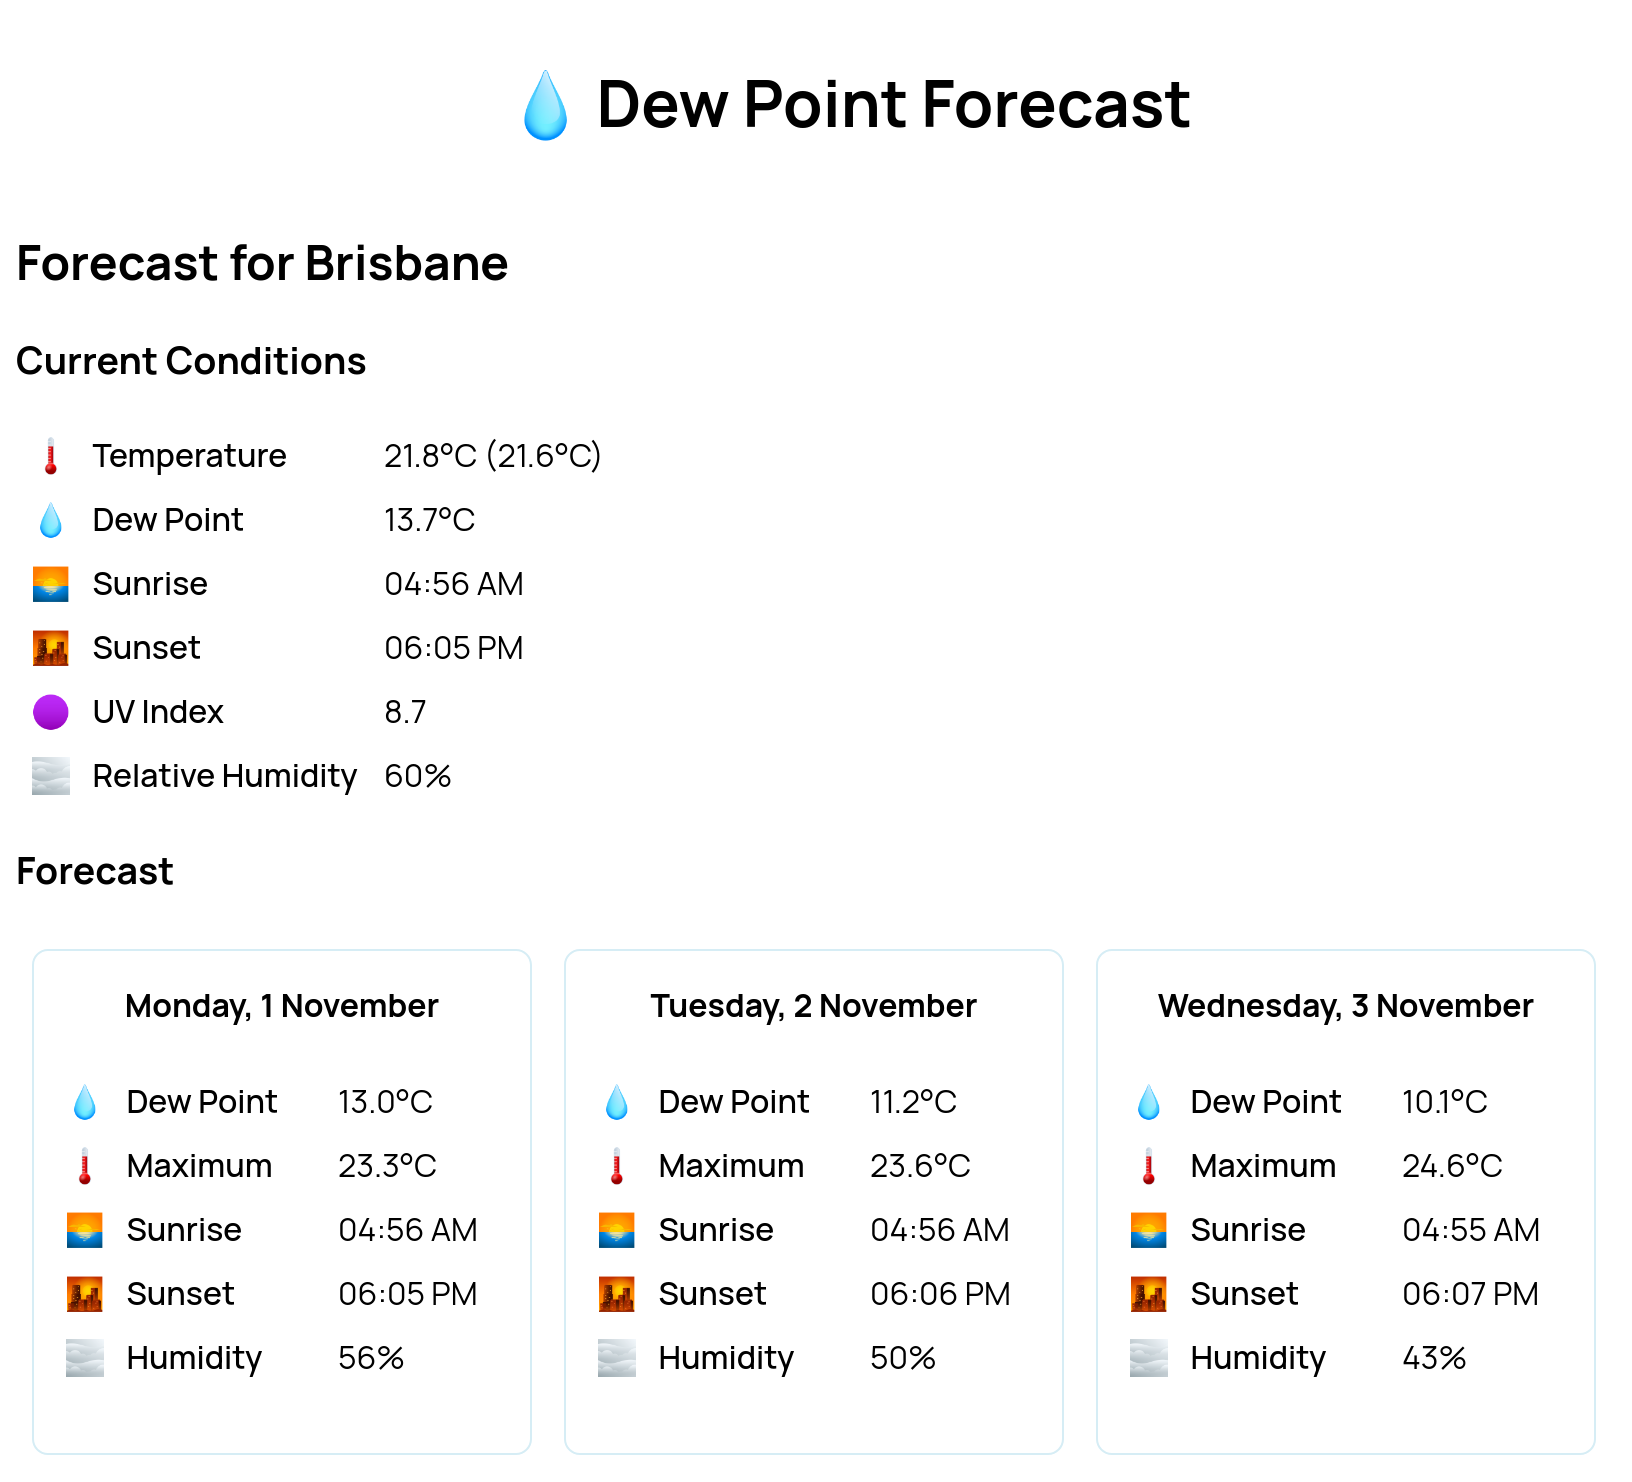 Dew Point Forecast
Forecast for Brisbane
Current Conditions
Temperature 21.8°C (21.6°C)
Dew Point 13.7°C
Sunrise 04:56 AM
Sunset 06:05 PM
UV Index 8.7
Relative Humidity 60%
Forecast
Monday, 1 November
Dew Point 13.0°C
Maximum 23.3°C
Sunrise 04:56 AM
Sunset 06:05 PM
Humidity 56%
Tuesday, 2 November
Dew Point 11.2°C
Maximum 23.6°C
Sunrise 04:56 AM
Sunset 06:06 PM
Humidity 50%
Wednesday, 3 November
Dew Point 10.1°C
Maximum 24.6°C
Sunrise 04:55 AM
Sunset 06:07 PM
Humidity 43%